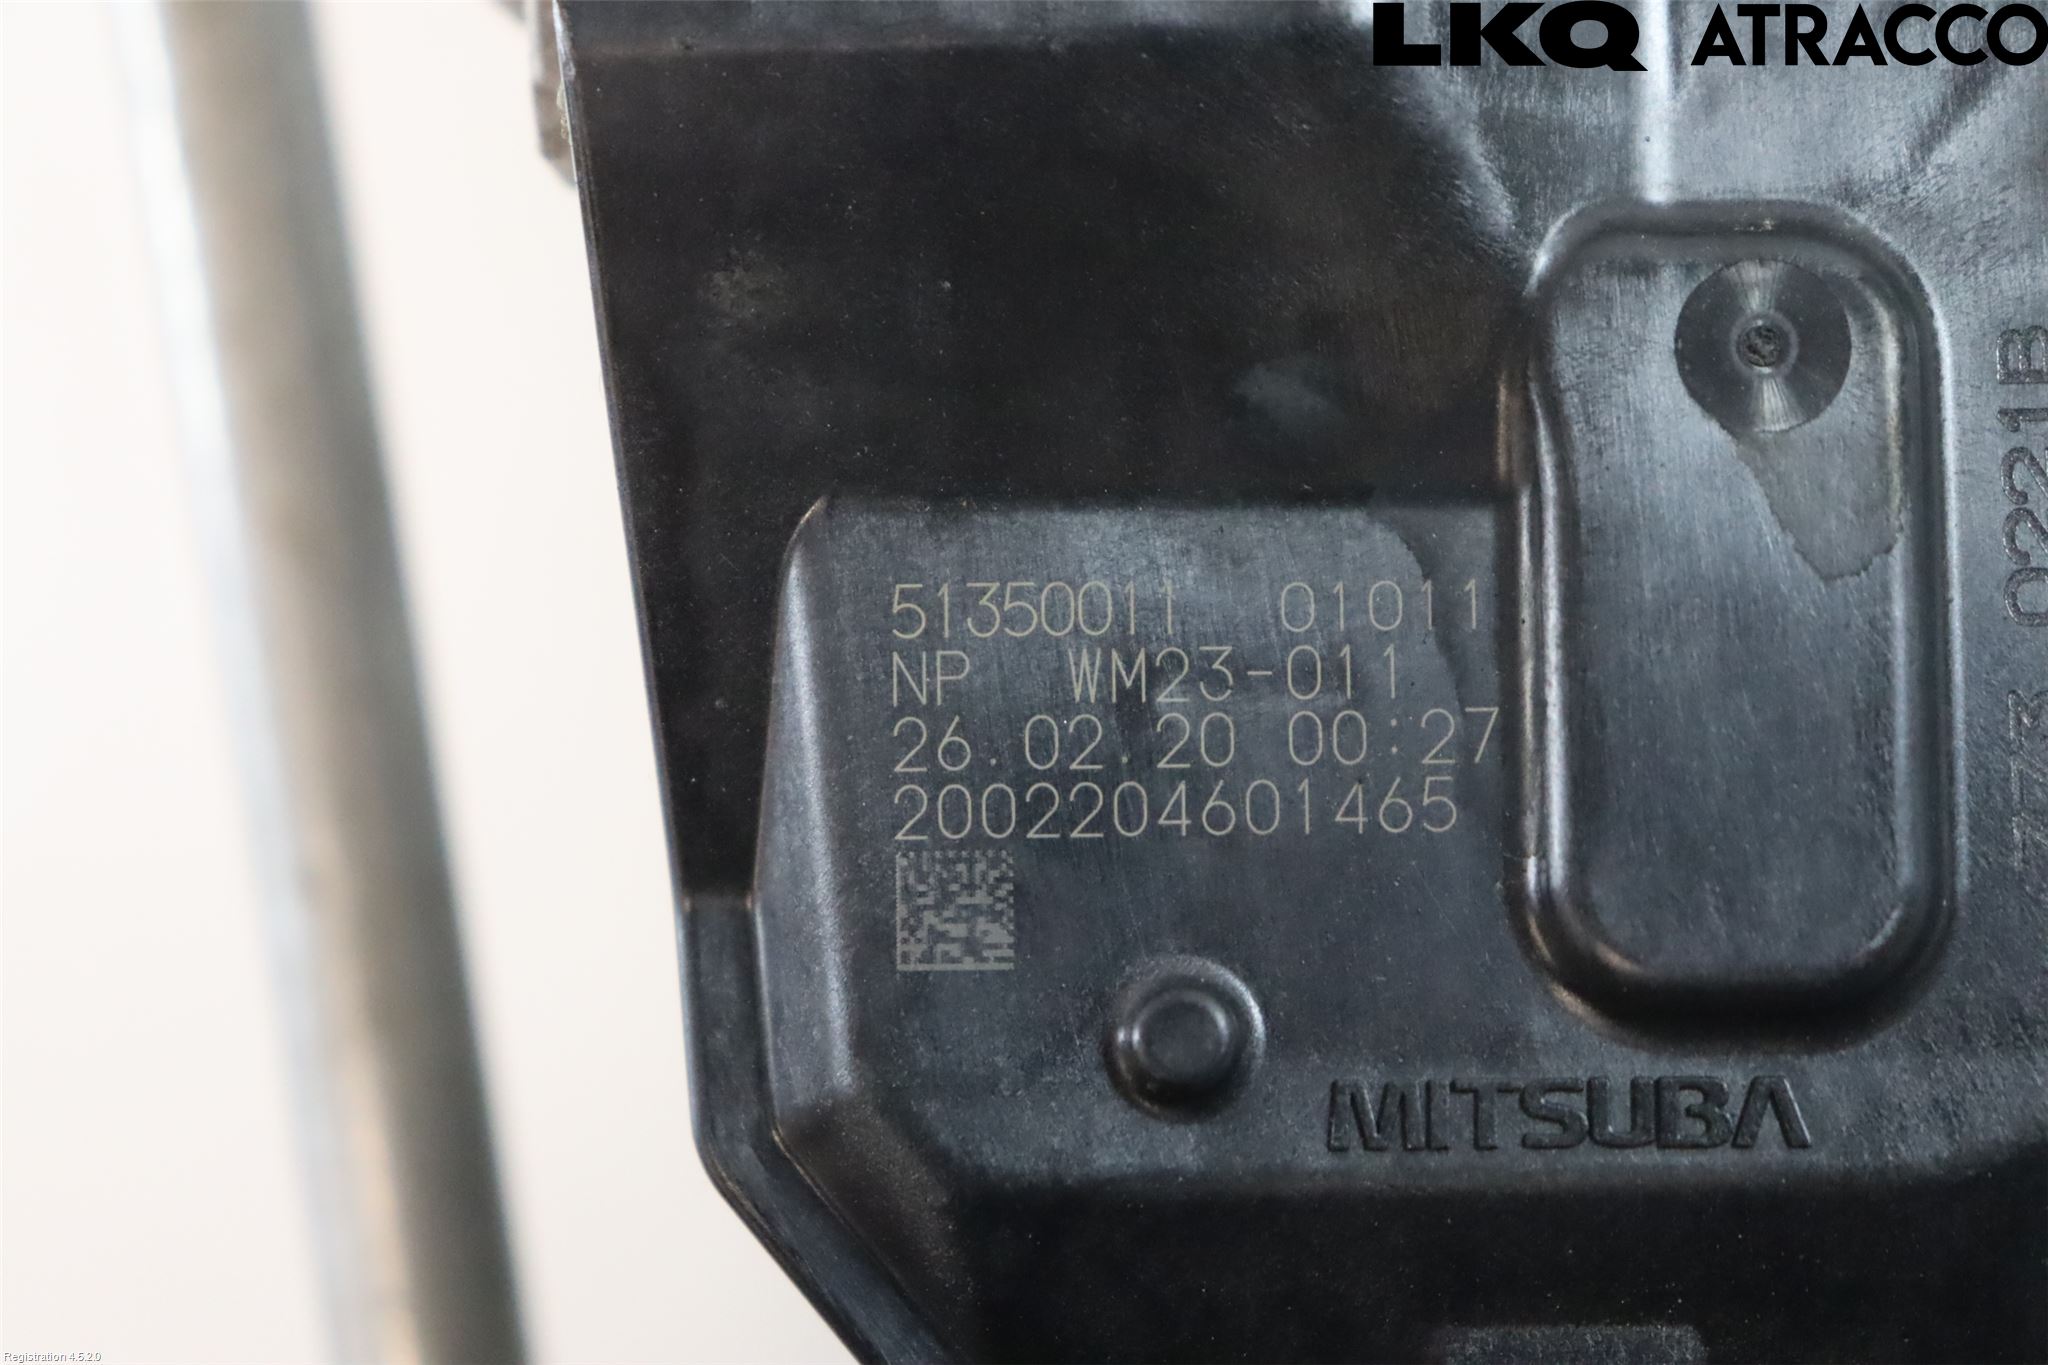 LKQ ATRACCO
51350011 01011
NP WM23-011
26.02.20 00:27
2002204601465
MITSUBA
773 0221B
Registration 4.5.2.0